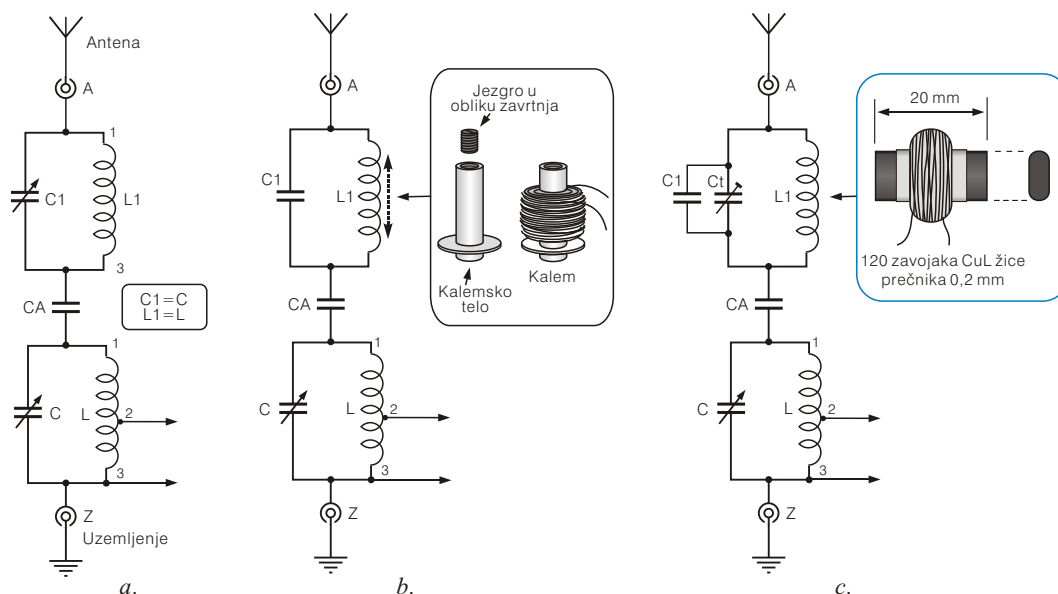 Antena
A
1
C1
L1
3
CA
C1=C
L1=L
1
C
L
2
3
Z
Uzemljenje
a.
A
C1
L1
Jezgro u
obliku zavrtnja
Kalemsko
telo
Kalem
CA
1
C
L
2
3
Z
b.
A
C1
Ct
L1
20 mm
120 zavojaka CuL žice
prečnika 0,2 mm
CA
1
C
L
2
3
Z
c.